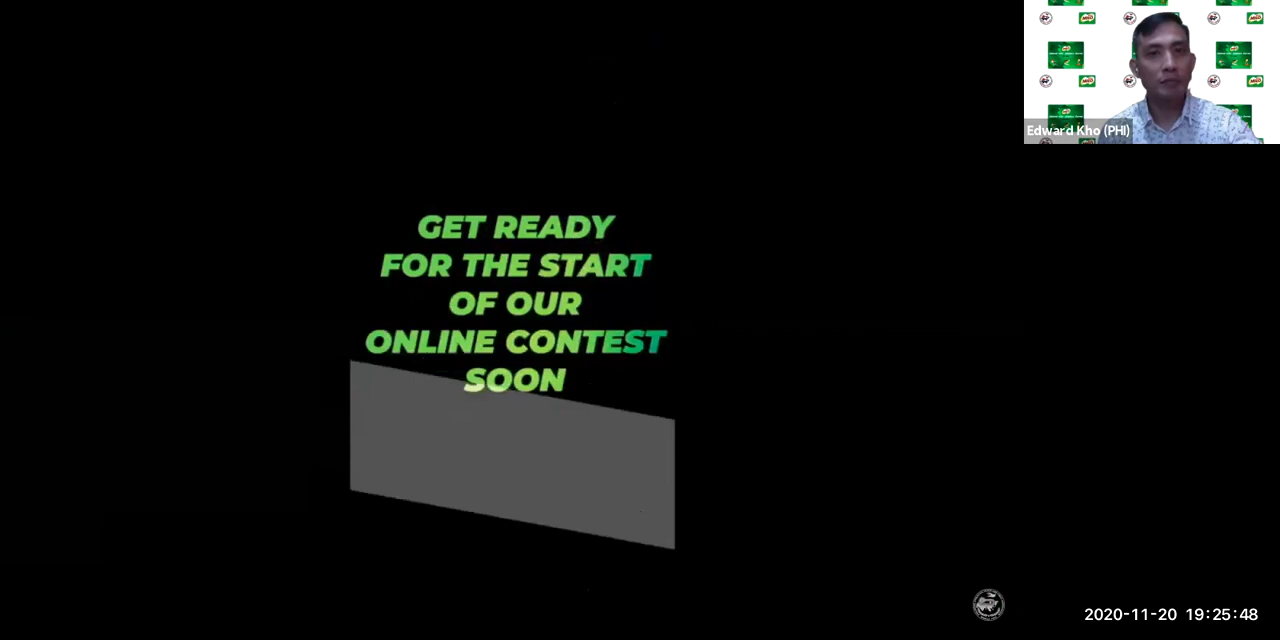 Edward Kho (PHI)
GET READY
FOR THE START
OF OUR
ONLINE CONTEST
SOON
2020-11-20 19:25:48